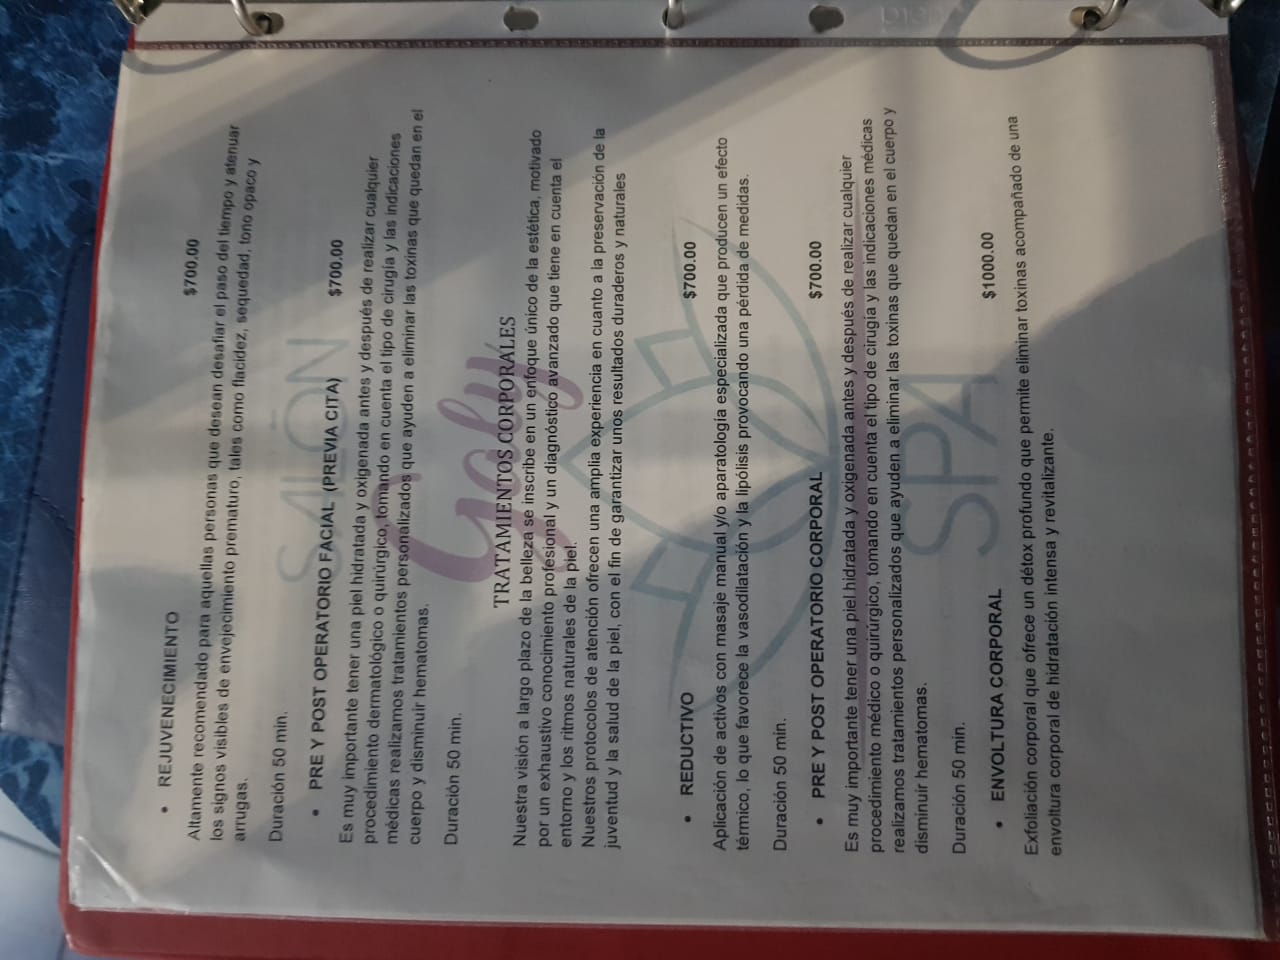 • REJUVENECIMIENTO $700.00
Altamente recomendado para aquellas personas que desean desafiar el paso del tiempo y atenuar
los signos visibles de envejecimiento prematuro, tales como flacidez, sequedad, tono opaco y
arrugas.
Duración 50 min.
• PRE Y POST OPERATORIO FACIAL (PREVIA CITA) $700.00
Es muy importante tener una piel hidratada y oxigenada antes y después de realizar cualquier
procedimiento dermatológico o quirúrgico, tomando en cuenta el tipo de cirugía y las indicaciones
médicas realizamos tratamientos personalizados que ayuden a eliminar las toxinas que quedan en el
cuerpo y disminuir hematomas.
Duración 50 min.
TRATAMIENTOS CORPORALES
Nuestra visión a largo plazo de la belleza se inscribe en un enfoque único de la estética, motivado
por un exhaustivo conocimiento profesional y un diagnóstico avanzado que tiene en cuenta el
entorno y los ritmos naturales de la piel.
Nuestros protocolos de atención ofrecen una amplia experiencia en cuanto a la preservación de la
juventud y la salud de la piel, con el fin de garantizar unos resultados duraderos y naturales
• REDUCTIVO $700.00
Aplicación de activos con masaje manual y/o aparatología especializada que producen un efecto
térmico, lo que favorece la vasodilatación y la lipólisis provocando una pérdida de medidas.
Duración 50 min.
• PRE Y POST OPERATORIO CORPORAL $700.00
Es muy importante tener una piel hidratada y oxigenada antes y después de realizar cualquier
procedimiento médico o quirúrgico, tomando en cuenta el tipo de cirugía y las indicaciones médicas
realizamos tratamientos personalizados que ayuden a eliminar las toxinas que quedan en el cuerpo y
disminuir hematomas.
Duración 50 min.
• ENVOLTURA CORPORAL $1000.00
Exfoliación corporal que ofrece un détox profundo que permite eliminar toxinas acompañado de una
envoltura corporal de hidratación intensa y revitalizante.
SALÓN
Galy
SPA